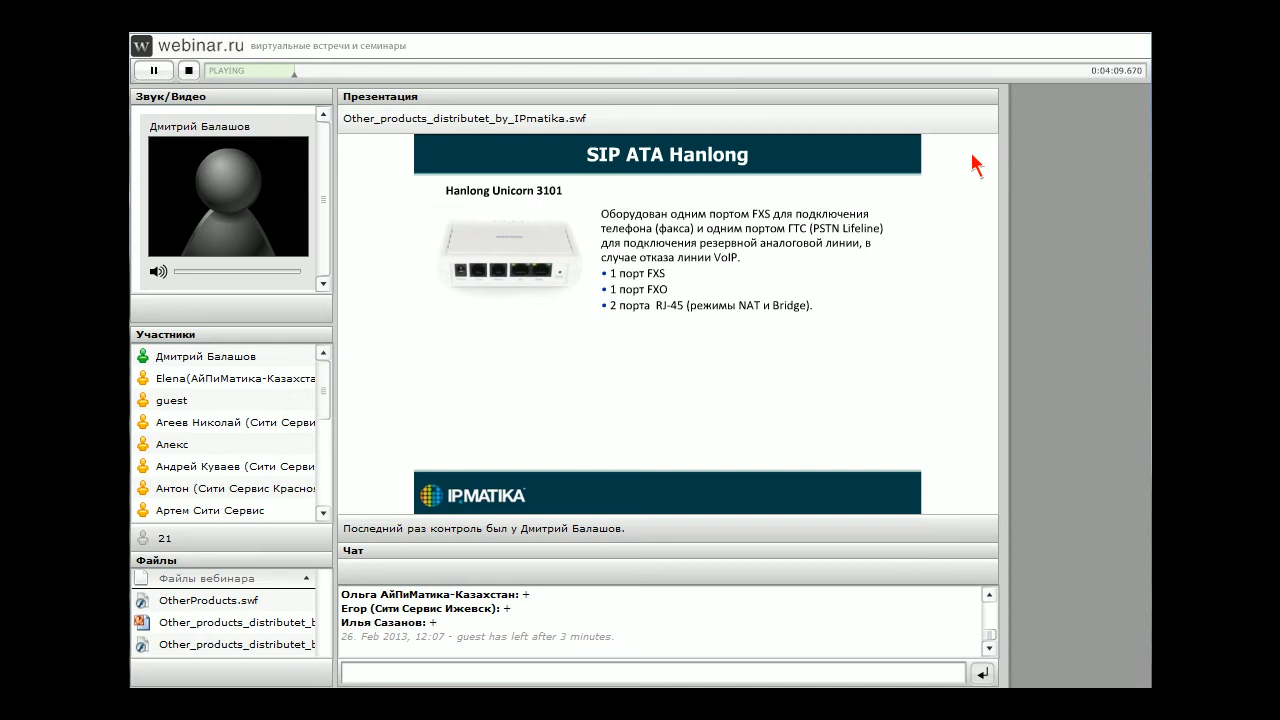 w webinar.ru виртуальные встречи и семинары
PLAYING 0:04:09.670
Звук/Видео
Дмитрий Балашов
Участники
Дмитрий Балашов
Elena(АйПиМатика-Казахста
guest
Агеев Николай (Сити Серви
Алекс
Андрей Куваев (Сити Серви
Антон (Сити Сервис Красно
Артем Сити Сервис
21
Файлы
Файлы вебинара
OtherProducts.swf
Other_products_distributet_b
Other_products_distributet_b
Презентация
Other_products_distributet_by_IPmatika.swf
SIP ATA Hanlong
Hanlong Unicorn 3101
Оборудован одним портом FXS для подключения
телефона (факса) и одним портом ГТС (PSTN Lifeline)
для подключения резервной аналоговой линии, в
случае отказа линии VoIP.
• 1 порт FXS
• 1 порт FXO
• 2 порта RJ-45 (режимы NAT и Bridge).
IPMATIKA
Последний раз контроль был у Дмитрий Балашов.
Чат
Ольга АйПиМатика-Казахстан: +
Егор (Сити Сервис Ижевск): +
Илья Сазанов: +
26. Feb 2013, 12:07 - guest has left after 3 minutes.